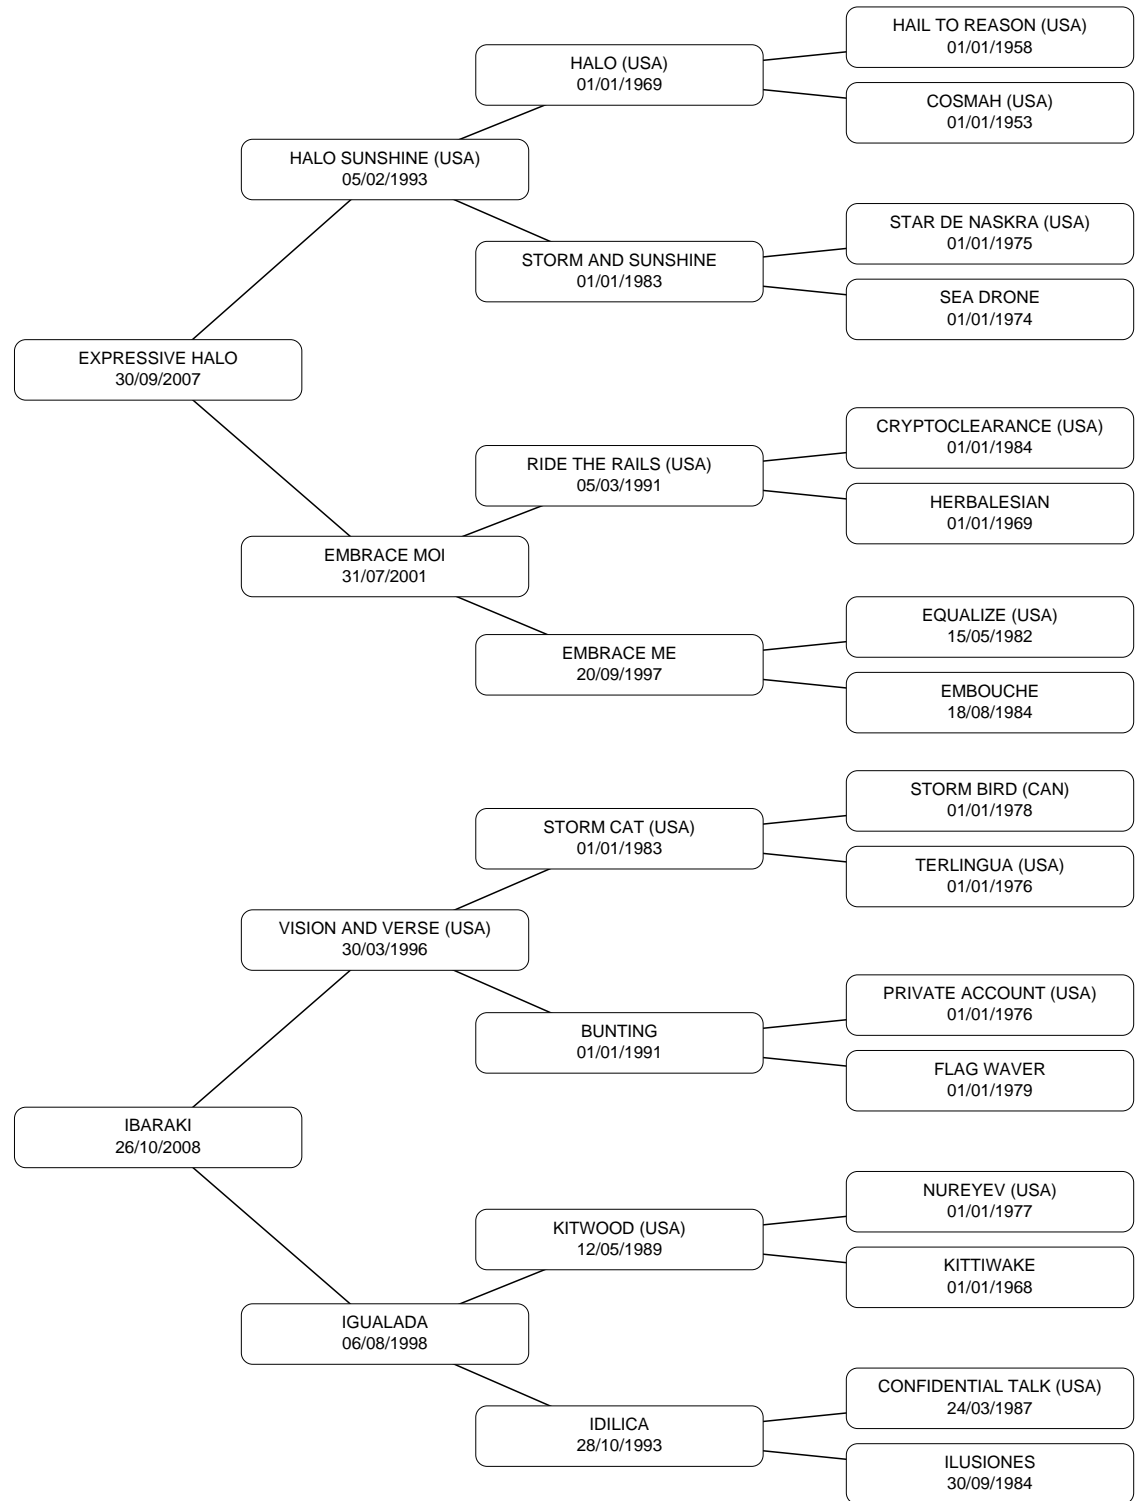 HAIL TO REASON (USA)
01/01/1958
HALO (USA)
01/01/1969
COSMAH (USA)
01/01/1953
HALO SUNSHINE (USA)
05/02/1993
STAR DE NASKRA (USA)
01/01/1975
STORM AND SUNSHINE
01/01/1983
SEA DRONE
01/01/1974
EXPRESSIVE HALO
30/09/2007
CRYPTOCLEARANCE (USA)
01/01/1984
RIDE THE RAILS (USA)
05/03/1991
HERBALESIAN
01/01/1969
EMBRACE MOI
31/07/2001
EQUALIZE (USA)
15/05/1982
EMBRACE ME
20/09/1997
EMBOUCHE
18/08/1984
STORM BIRD (CAN)
01/01/1978
STORM CAT (USA)
01/01/1983
TERLINGUA (USA)
01/01/1976
VISION AND VERSE (USA)
30/03/1996
PRIVATE ACCOUNT (USA)
01/01/1976
BUNTING
01/01/1991
FLAG WAVER
01/01/1979
IBARAKI
26/10/2008
NUREYEV (USA)
01/01/1977
KITWOOD (USA)
12/05/1989
KITTIWAKE
01/01/1968
IGUALADA
06/08/1998
CONFIDENTIAL TALK (USA)
24/03/1987
IDILICA
28/10/1993
ILUSIONES
30/09/1984